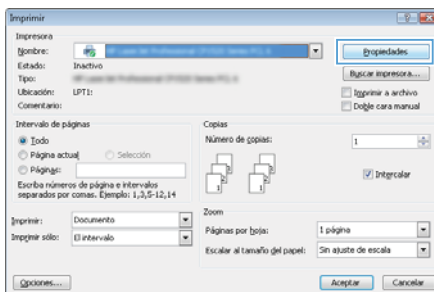 Imprimir
Impresora
Nombre:
Propiedades
Estado: Inactivo
Buscar impresora...
Tipo:
Ubicación: LPT1:
Imprimir a archivo
Comentario:
Doble cara manual
Intervalo de páginas
Copias
Todo
Número de copias: 1
Página actual Selección
Páginas:
Intercalar
Escriba números de página e intervalos
separados por comas. Ejemplo: 1,3,5-12,14
Imprimir: Documento
Zoom
Imprimir sólo: El intervalo
Páginas por hoja: 1 página
Escalar al tamaño del papel: Sin ajuste de escala
Opciones...
Aceptar Cancelar